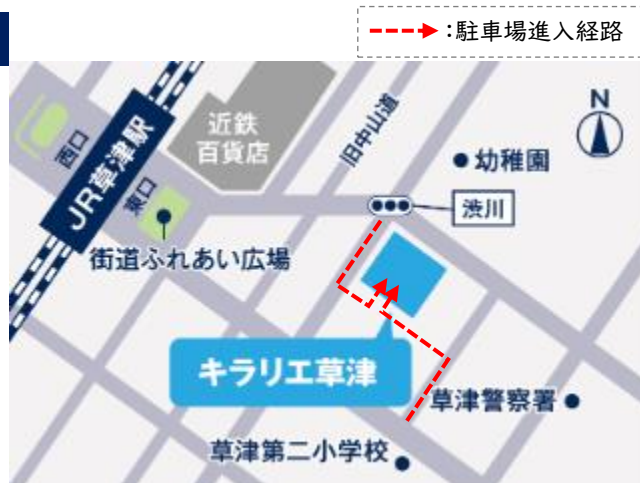 :駐車場進入経路
N
近鉄
百貨店
旧中山道
幼稚園
西口
JR草津駅
東口
渋川
街道ふれあい広場
キラリエ草津
草津警察署
草津第二小学校